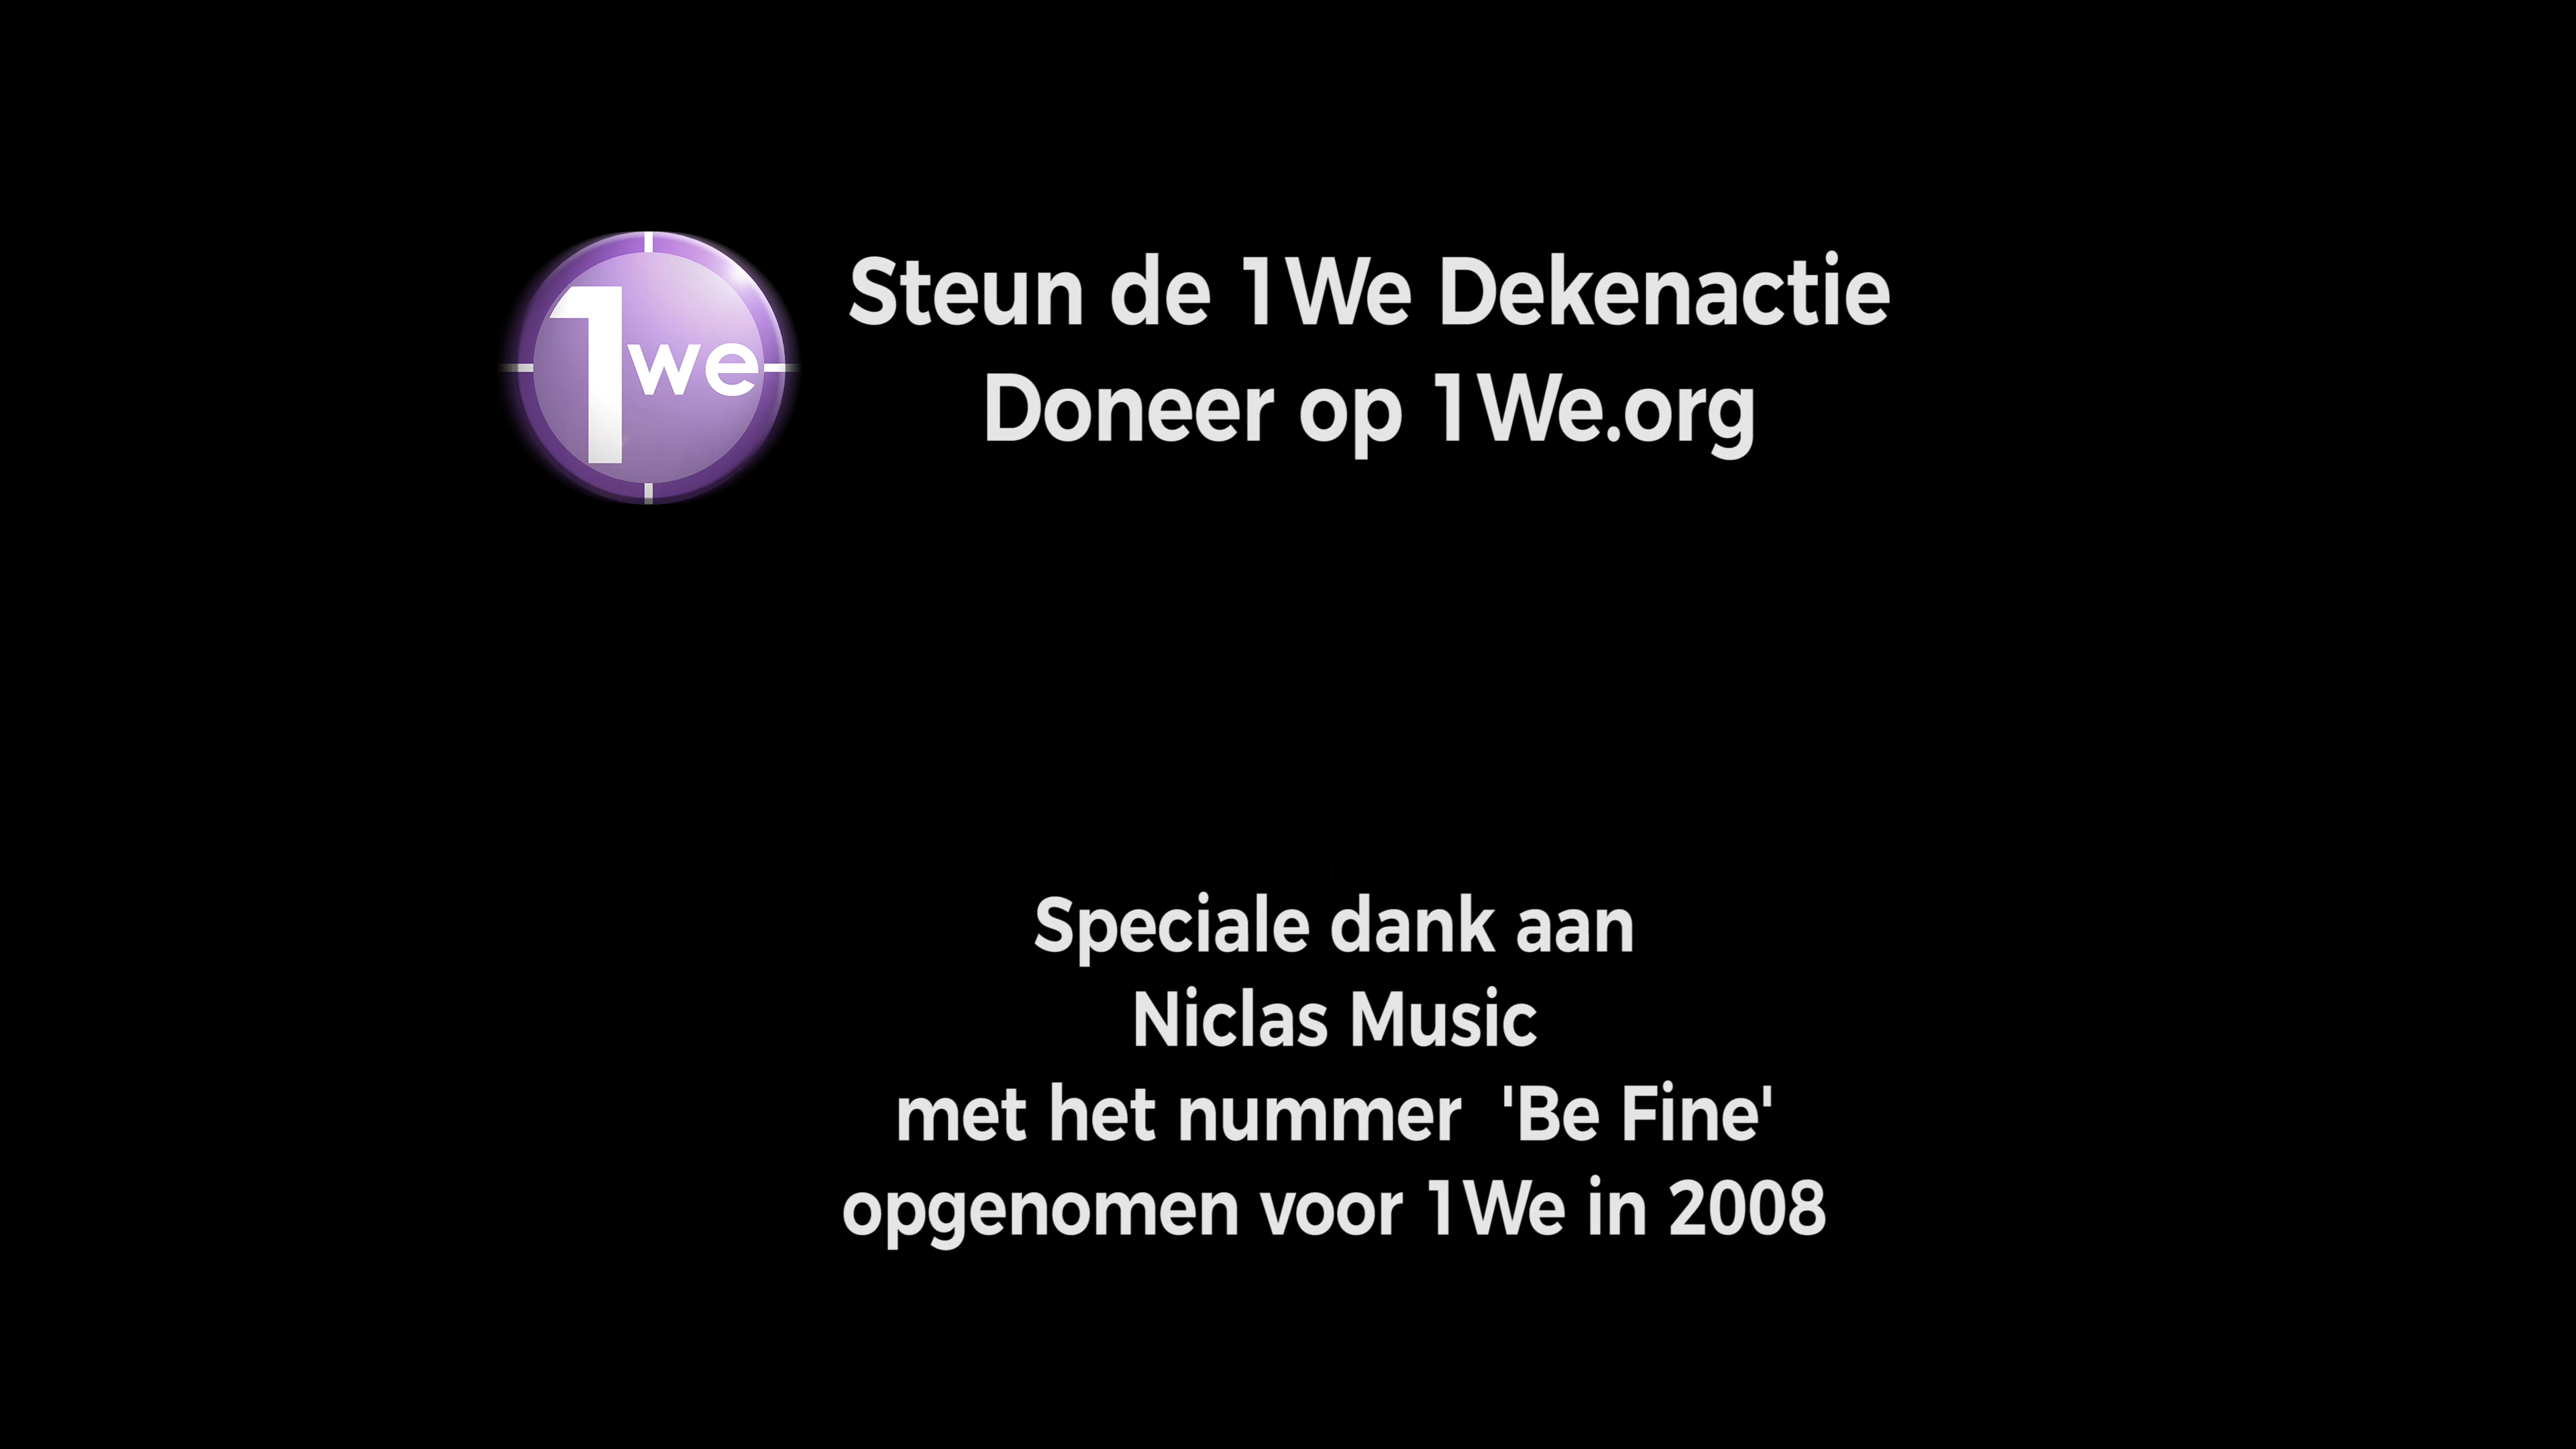 1we
Steun de 1We Dekenactie
Doneer op 1We.org
Speciale dank aan
Niclas Music
met het nummer  'Be Fine'
opgenomen voor 1We in 2008